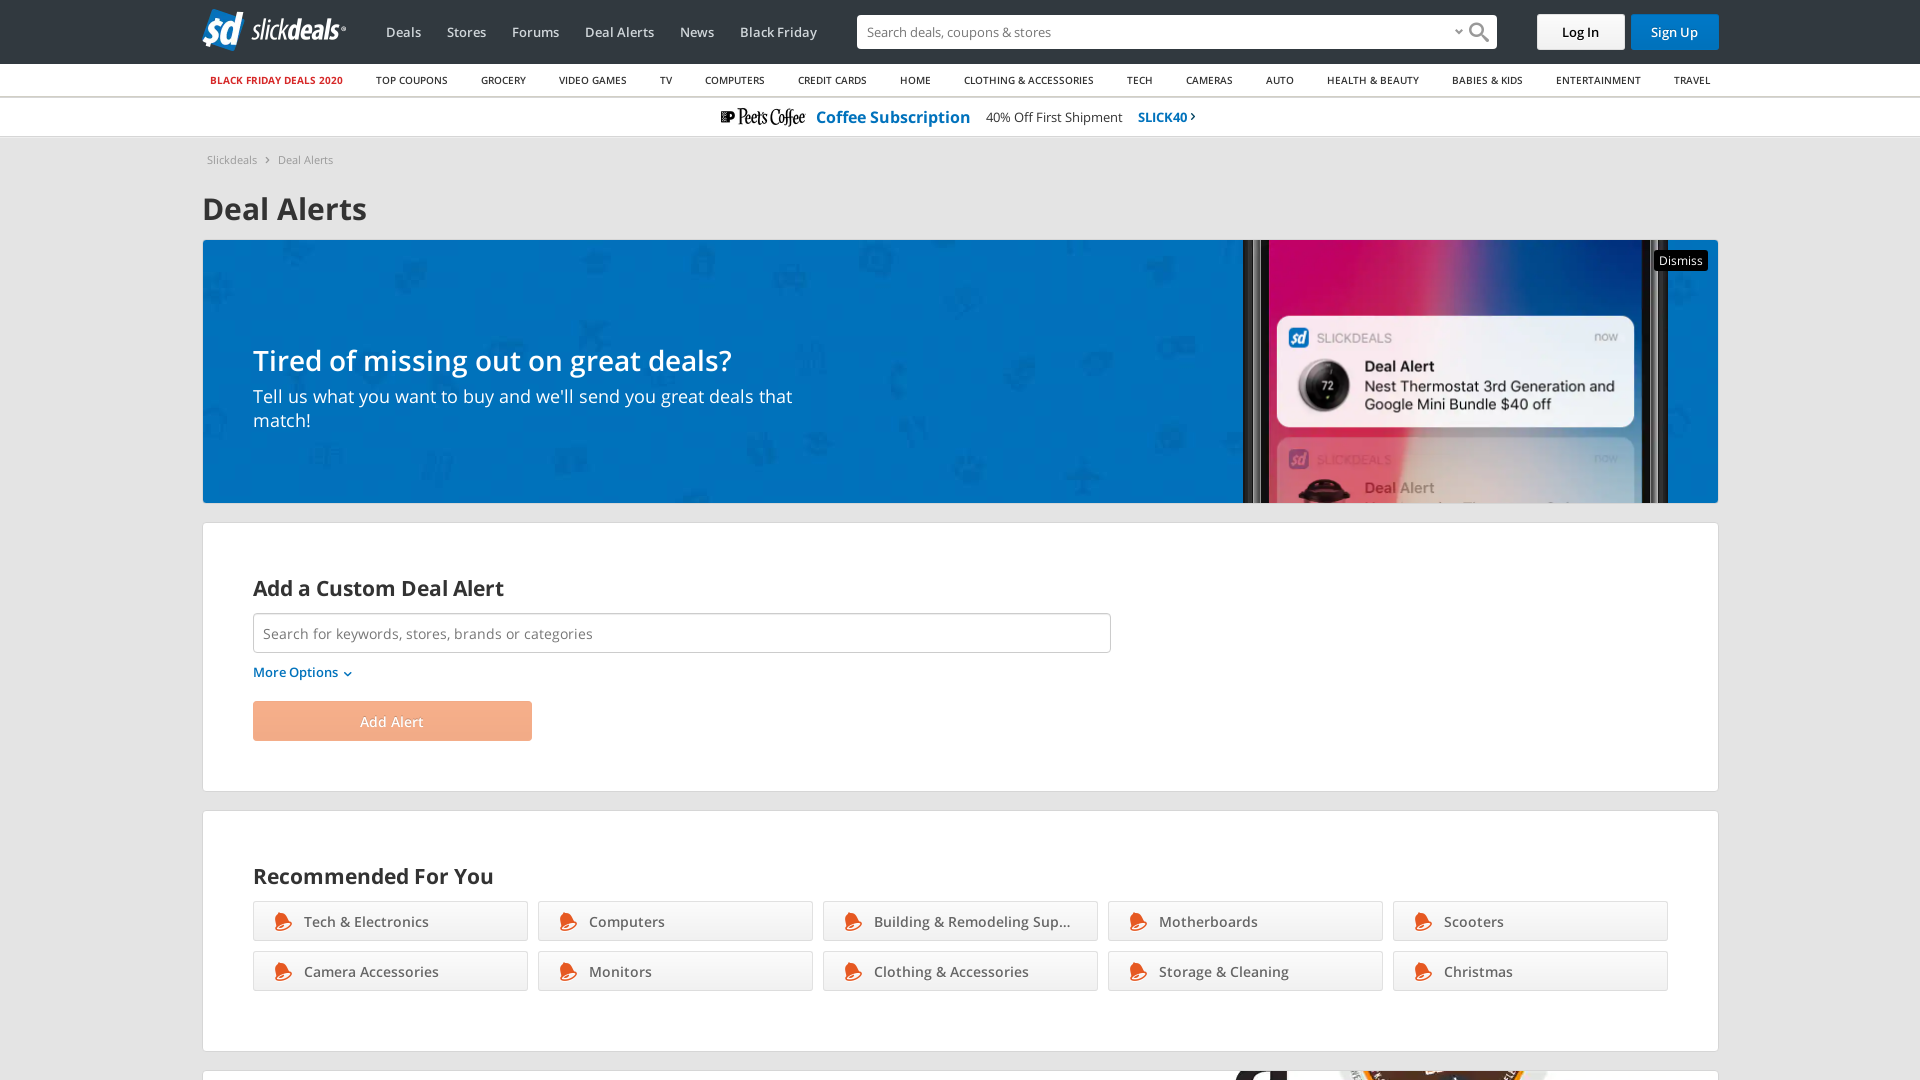 slickdeals
Deals
Stores
Forums
Deal Alerts
News
Black Friday
Search deals, coupons & stores
Log In
Sign Up
BLACK FRIDAY DEALS 2020
TOP COUPONS
GROCERY
VIDEO GAMES
TV
COMPUTERS
CREDIT CARDS
HOME
CLOTHING & ACCESSORIES
TECH
CAMERAS
AUTO
HEALTH & BEAUTY
BABIES & KIDS
ENTERTAINMENT
TRAVEL
Peet's Coffee
Coffee Subscription
40% Off First Shipment
SLICK40
Slickdeals
Deal Alerts
Deal Alerts
Dismiss
Tired of missing out on great deals?
Tell us what you want to buy and we'll send you great deals that
match!
sd
SLICKDEALS
now
Deal Alert
72
Nest Thermostat 3rd Generation and
Google Mini Bundle $40 off
sd
SLICKDEALS
now
Deal Alert
Add a Custom Deal Alert
Search for keywords, stores, brands or categories
More Options
Add Alert
Recommended For You
Tech & Electronics
Computers
Building & Remodeling Sup...
Motherboards
Scooters
Camera Accessories
Monitors
Clothing & Accessories
Storage & Cleaning
Christmas